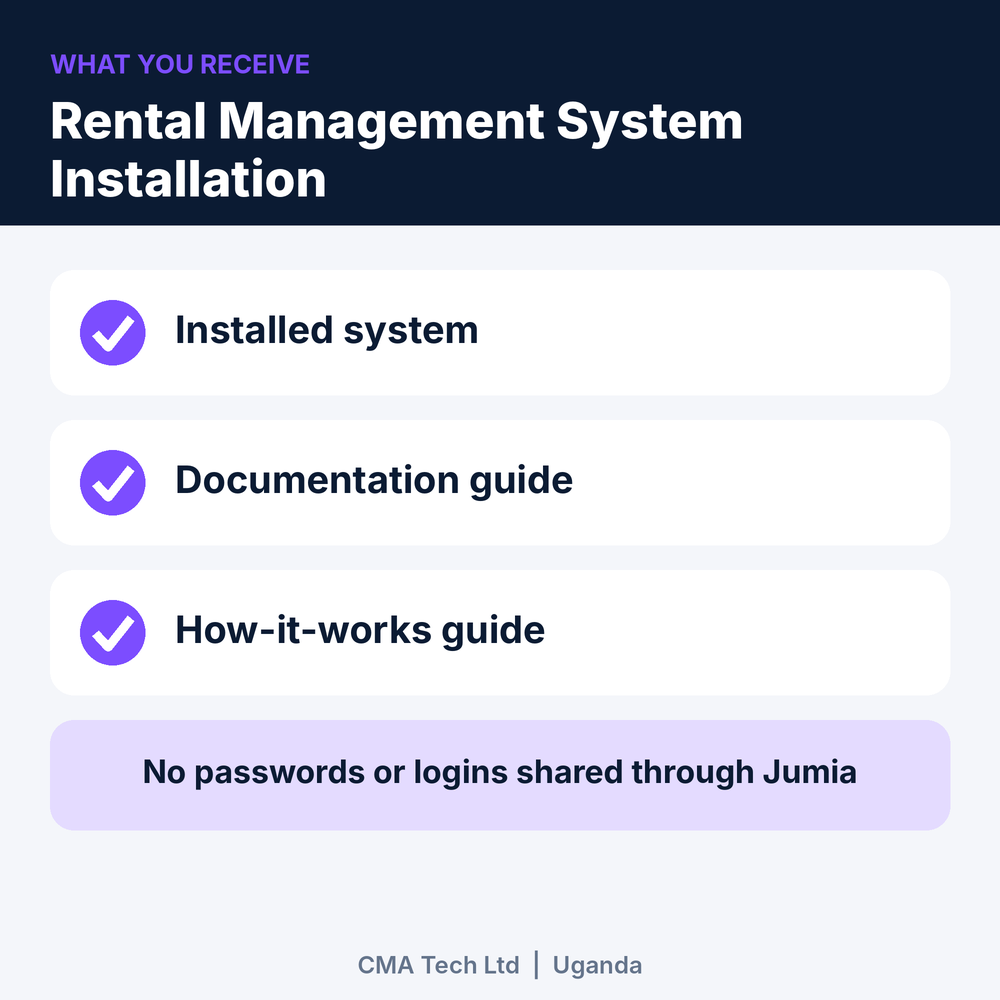 WHAT YOU RECEIVE
Rental Management System
Installation
Installed system
Documentation guide
How-it-works guide
No passwords or logins shared through Jumia
CMA Tech Ltd | Uganda